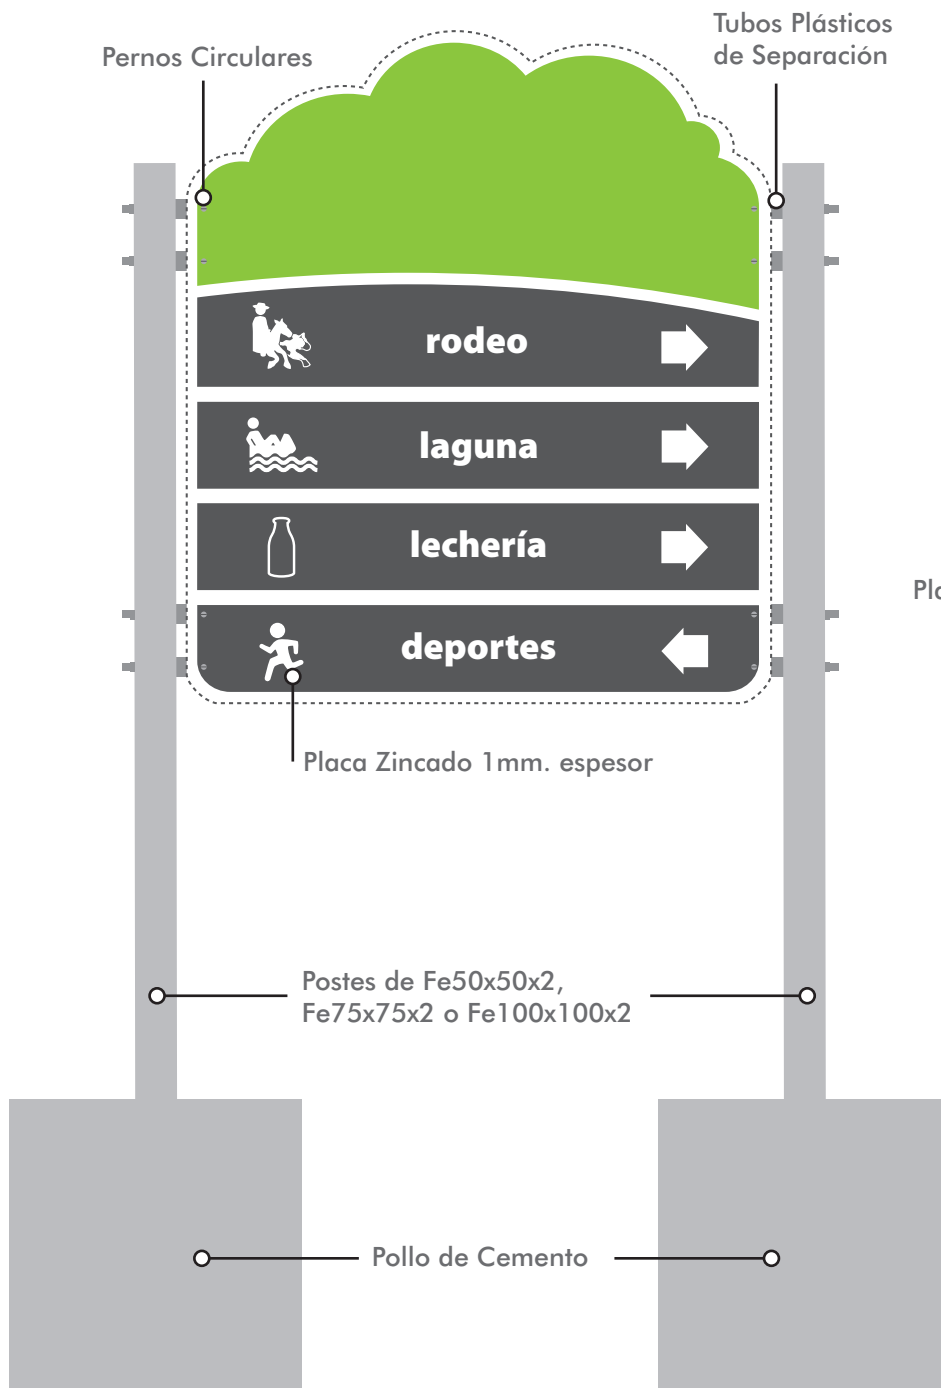 Tubos Plásticos
de Separación
Pernos Circulares
rodeo
laguna
lechería
Pla
deportes
Placa Zincado 1mm. espesor
Postes de Fe50x50x2,
Fe75x75x2 o Fe100x100x2
Pollo de Cemento